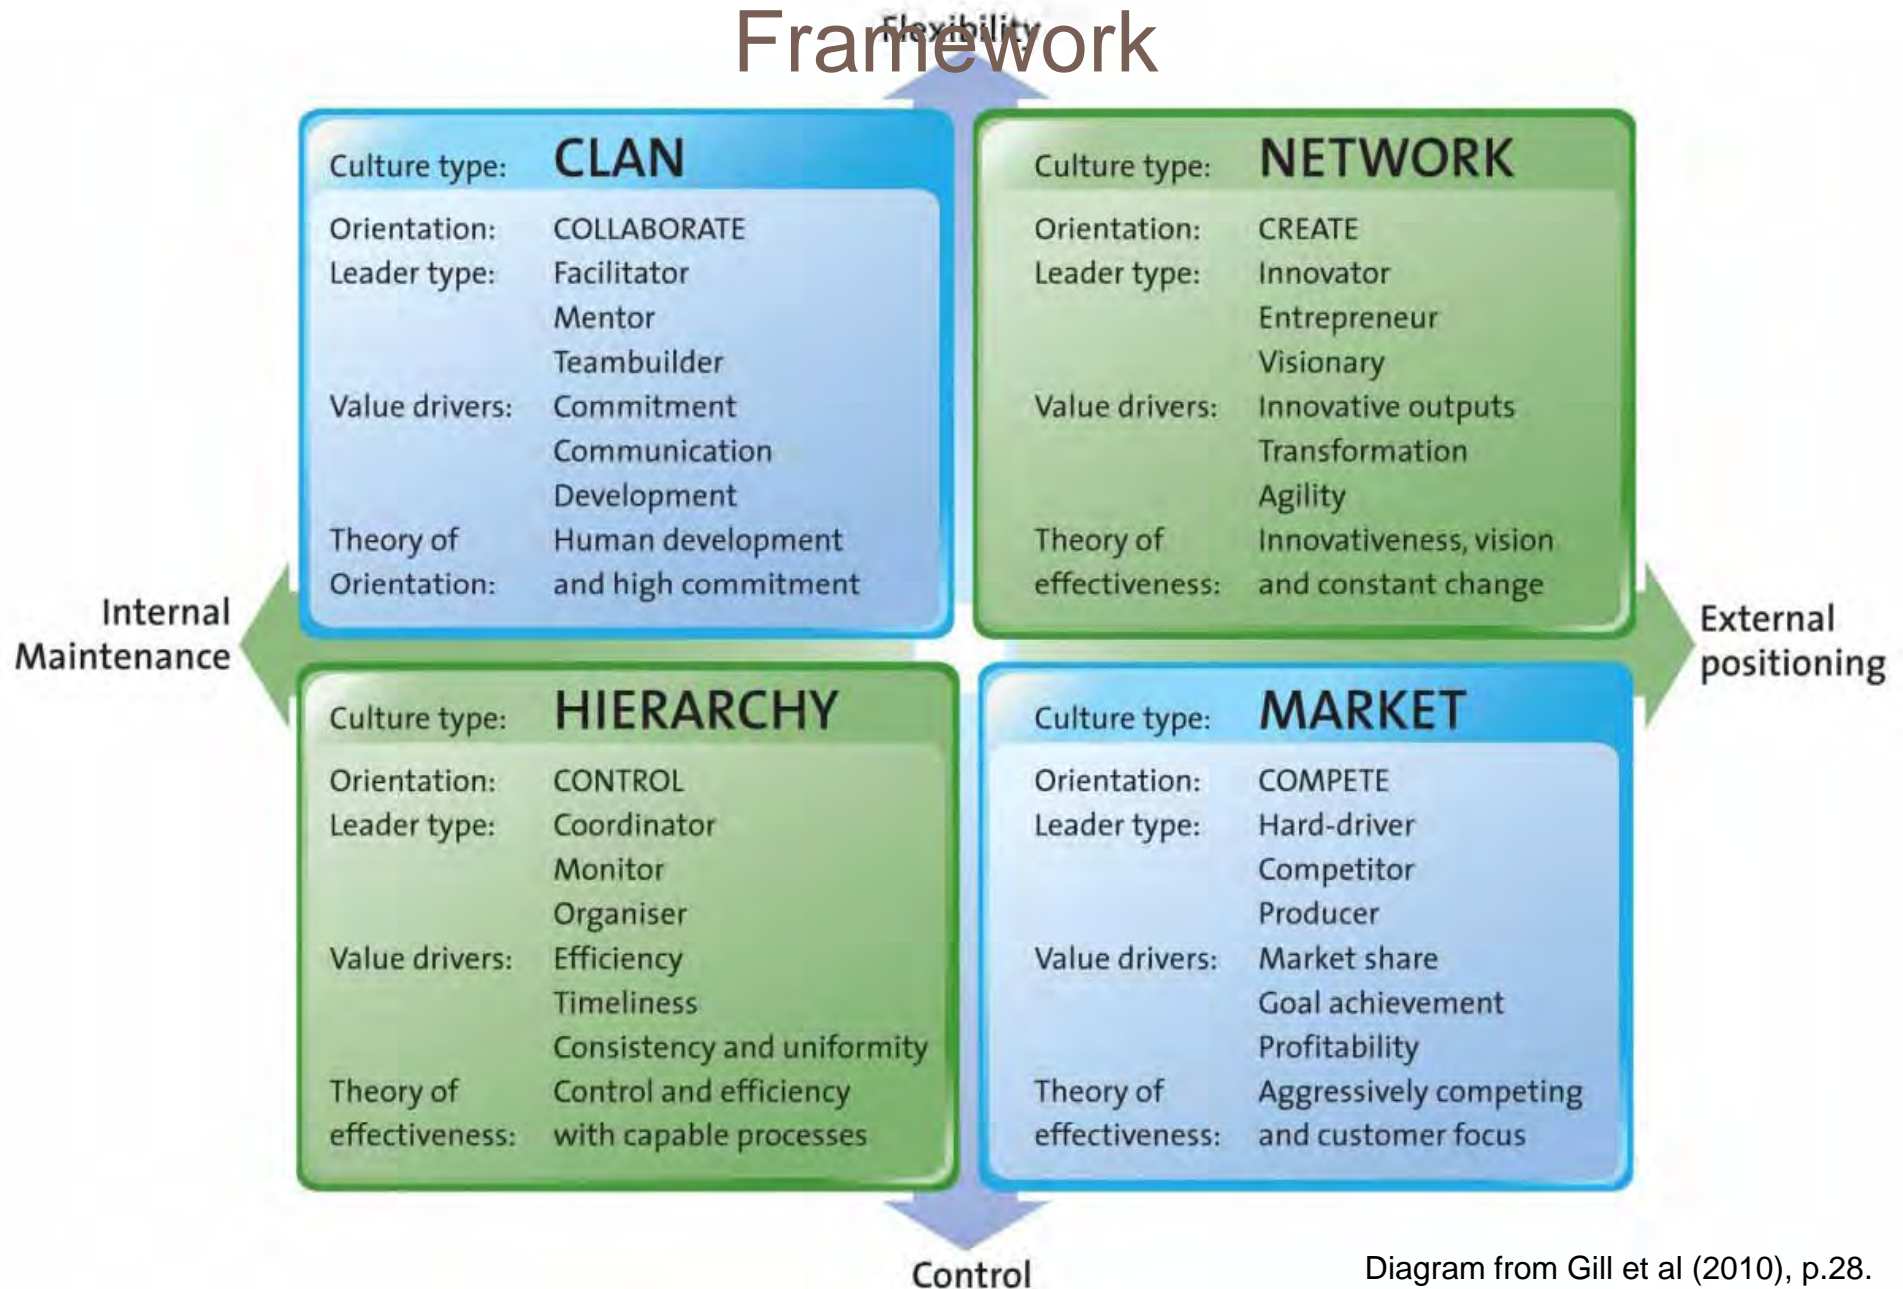 Framework
Flexibility
Culture type: CLAN
Orientation: COLLABORATE
Leader type: Facilitator
Mentor
Teambuilder
Value drivers: Commitment
Communication
Development
Theory of Human development
Orientation: and high commitment
Culture type: NETWORK
Orientation: CREATE
Leader type: Innovator
Entrepreneur
Visionary
Value drivers: Innovative outputs
Transformation
Agility
Theory of Innovativeness, vision
effectiveness: and constant change
Internal
Maintenance
External
positioning
Culture type: HIERARCHY
Orientation: CONTROL
Leader type: Coordinator
Monitor
Organiser
Value drivers: Efficiency
Timeliness
Consistency and uniformity
Theory of Control and efficiency
effectiveness: with capable processes
Culture type: MARKET
Orientation: COMPETE
Leader type: Hard-driver
Competitor
Producer
Value drivers: Market share
Goal achievement
Profitability
Theory of Aggressively competing
effectiveness: and customer focus
Control
Diagram from Gill et al (2010), p.28.